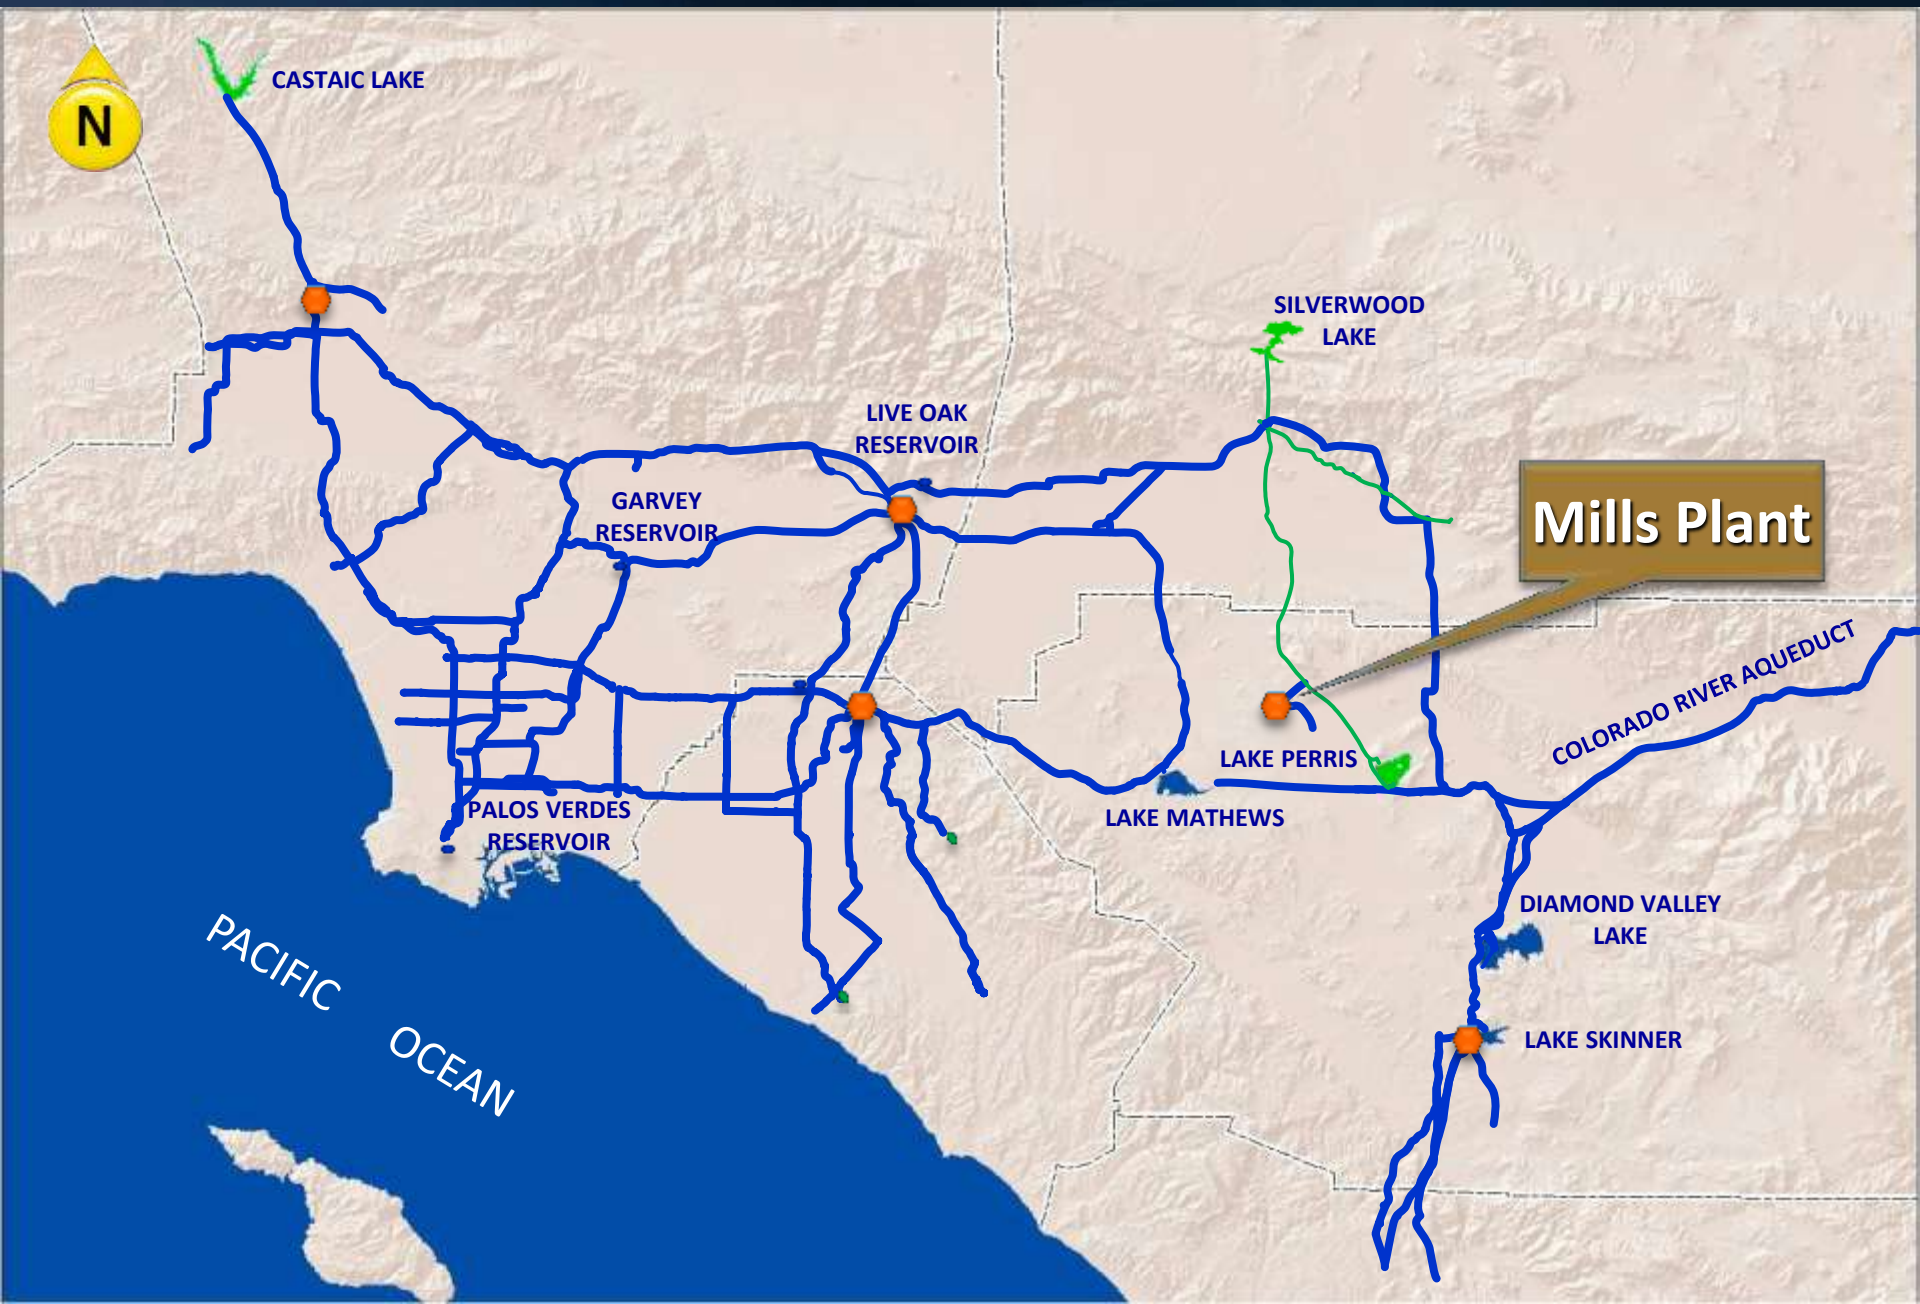 N
CASTAIC LAKE
SILVERWOOD
LAKE
LIVE OAK
RESERVOIR
GARVEY
RESERVOIR
Mills Plant
COLORADO RIVER AQUEDUCT
LAKE PERRIS
LAKE MATHEWS
PALOS VERDES
RESERVOIR
DIAMOND VALLEY
LAKE
PACIFIC
OCEAN
LAKE SKINNER